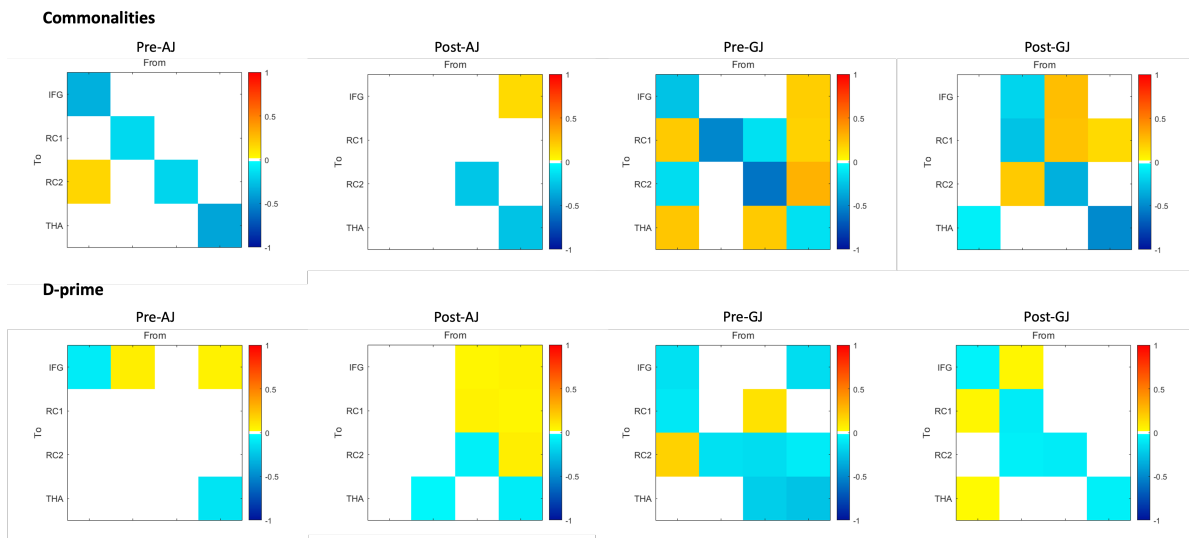 Commonalities
Pre-AJ
From
To
IFG
RC1
RC2
THA
1
0.5
0
-0.5
-1
Post-AJ
From
To
IFG
RC1
RC2
THA
1
0.5
0
-0.5
-1
Pre-GJ
From
To
IFG
RC1
RC2
THA
1
0.5
0
-0.5
-1
Post-GJ
From
To
IFG
RC1
RC2
THA
1
0.5
0
-0.5
-1
D-prime
Pre-AJ
From
To
IFG
RC1
RC2
THA
1
0.5
0
-0.5
-1
Post-AJ
From
To
IFG
RC1
RC2
THA
1
0.5
0
-0.5
-1
Pre-GJ
From
To
IFG
RC1
RC2
THA
1
0.5
0
-0.5
-1
Post-GJ
From
To
IFG
RC1
RC2
THA
1
0.5
0
-0.5
-1